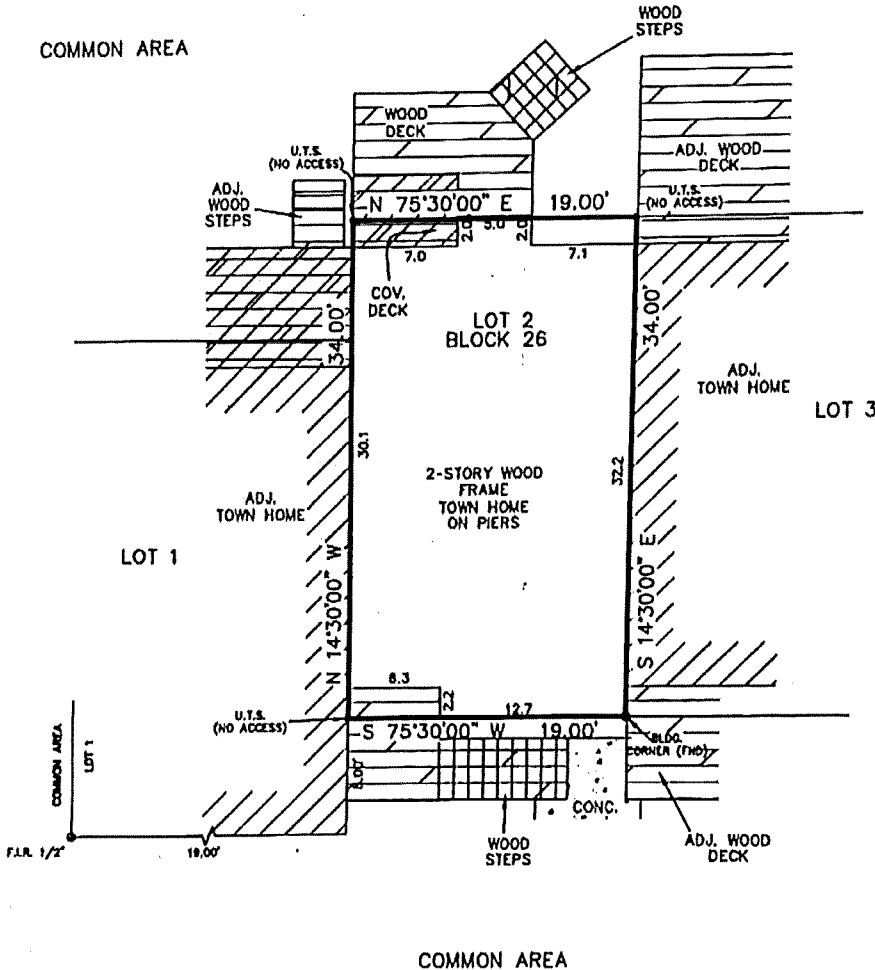 WOOD
STEPS
COMMON AREA
WOOD
DECK
ADJ. WOOD
DECK
U.T.S.
(NO ACCESS)
ADJ.
WOOD
STEPS
U.T.S.
(NO ACCESS)
N 75°30'00" E 19.00'
2.0
5.0
2.0
7.0
7.1
COV.
DECK
LOT 2
BLOCK 26
34.00'
34.00'
ADJ.
TOWN HOME
LOT 3
30.1
32.2
2-STORY WOOD
FRAME
TOWN HOME
ON PIERS
ADJ.
TOWN HOME
LOT 1
N 14°30'00" W
S 14°30'00" E
6.3
2.2
12.7
U.T.S.
(NO ACCESS)
S 75°30'00" W 19.00'
BLDG.
CORNER (FND)
COMMON AREA
LOT 1
CONC.
F.I.R. 1/2"
19.00'
WOOD
STEPS
ADJ. WOOD
DECK
COMMON AREA